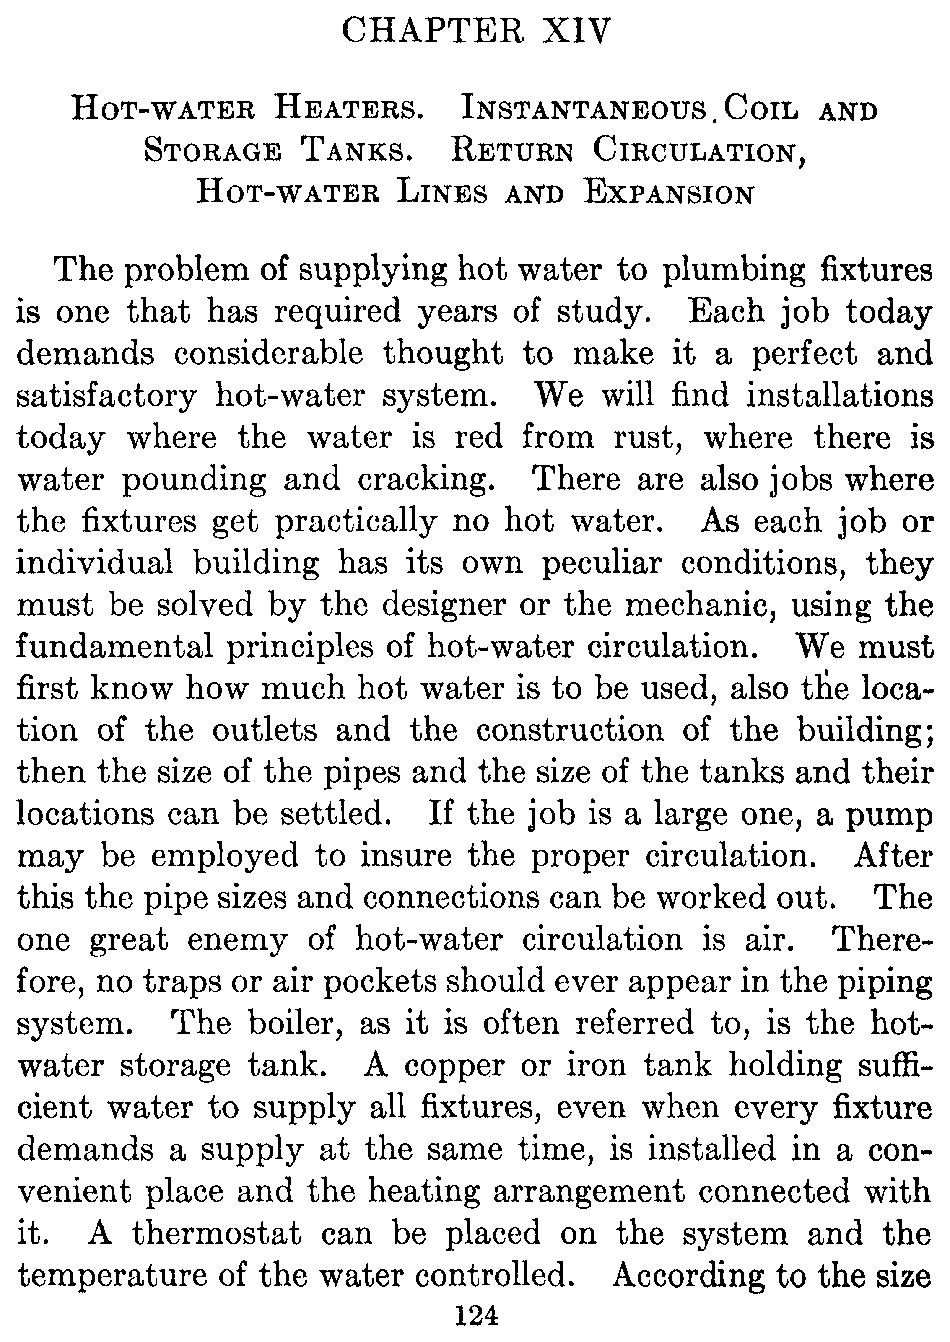 CHAPTER XIV
HOT-WATER HEATERS. INSTANTANEOUS. COIL AND
STORAGE TANKS. RETURN CIRCULATION,
HOT-WATER LINES AND EXPANSION
The problem of supplying hot water to plumbing fixtures
is one that has required years of study. Each job today
demands considerable thought to make it a perfect and
satisfactory hot-water system. We will find installations
today where the water is red from rust, where there is
water pounding and cracking. There are also jobs where
the fixtures get practically no hot water. As each job or
individual building has its own peculiar conditions, they
must be solved by the designer or the mechanic, using the
fundamental principles of hot-water circulation. We must
first know how much hot water is to be used, also the loca-
tion of the outlets and the construction of the building;
then the size of the pipes and the size of the tanks and their
locations can be settled. If the job is a large one, a pump
may be employed to insure the proper circulation. After
this the pipe sizes and connections can be worked out. The
one great enemy of hot-water circulation is air. There-
fore, no traps or air pockets should ever appear in the piping
system. The boiler, as it is often referred to, is the hot-
water storage tank. A copper or iron tank holding suffi-
cient water to supply all fixtures, even when every fixture
demands a supply at the same time, is installed in a con-
venient place and the heating arrangement connected with
it. A thermostat can be placed on the system and the
temperature of the water controlled. According to the size
124